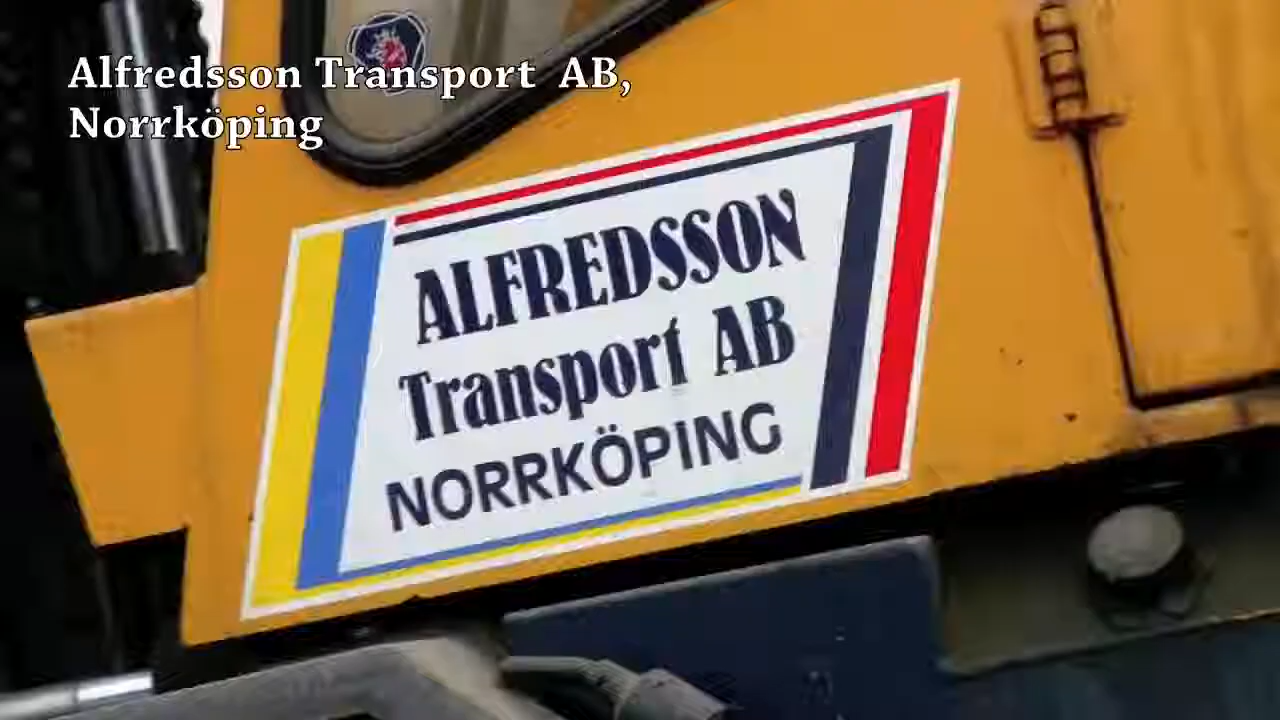 Alfredsson Transport AB,
Norrköping
ALFREDSSON
Transport AB
NORRKÖPING